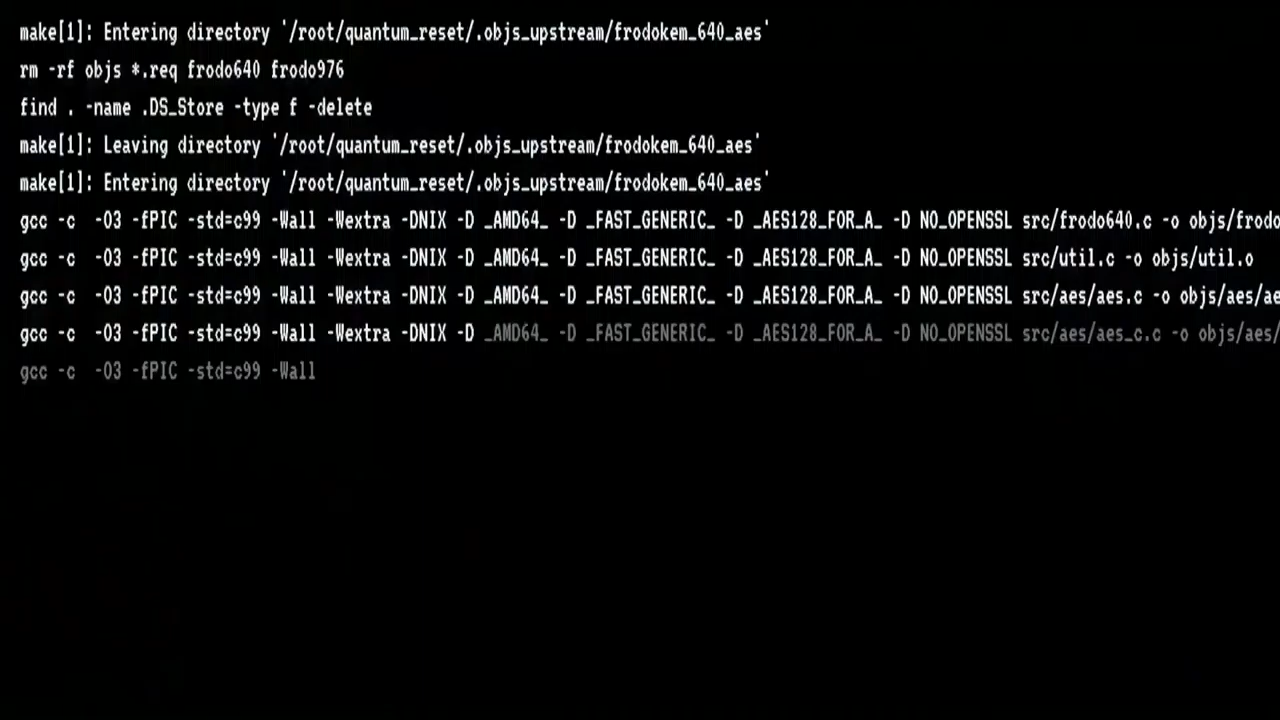 make[1]: Entering directory '/root/quantum_reset/.objs_upstream/frodokem_640_aes'
rm -rf objs *.req frodo640 frodo976
find . -name .DS_Store -type f -delete
make[1]: Leaving directory '/root/quantum_reset/.objs_upstream/frodokem_640_aes'
make[1]: Entering directory '/root/quantum_reset/.objs_upstream/frodokem_640_aes'
gcc -c  -O3 -fPIC -std=c99 -Wall -Wextra -DNIX -D _AMD64_ -D _FAST_GENERIC_ -D _AES128_FOR_A_ -D NO_OPENSSL src/frodo640.c -o objs/frodo
gcc -c  -O3 -fPIC -std=c99 -Wall -Wextra -DNIX -D _AMD64_ -D _FAST_GENERIC_ -D _AES128_FOR_A_ -D NO_OPENSSL src/util.c -o objs/util.o
gcc -c  -O3 -fPIC -std=c99 -Wall -Wextra -DNIX -D _AMD64_ -D _FAST_GENERIC_ -D _AES128_FOR_A_ -D NO_OPENSSL src/aes/aes.c -o objs/aes/ae
gcc -c  -O3 -fPIC -std=c99 -Wall -Wextra -DNIX -D _AMD64_ -D _FAST_GENERIC_ -D _AES128_FOR_A_ -D NO_OPENSSL src/aes/aes_c.c -o objs/aes/
gcc -c  -O3 -fPIC -std=c99 -Wall